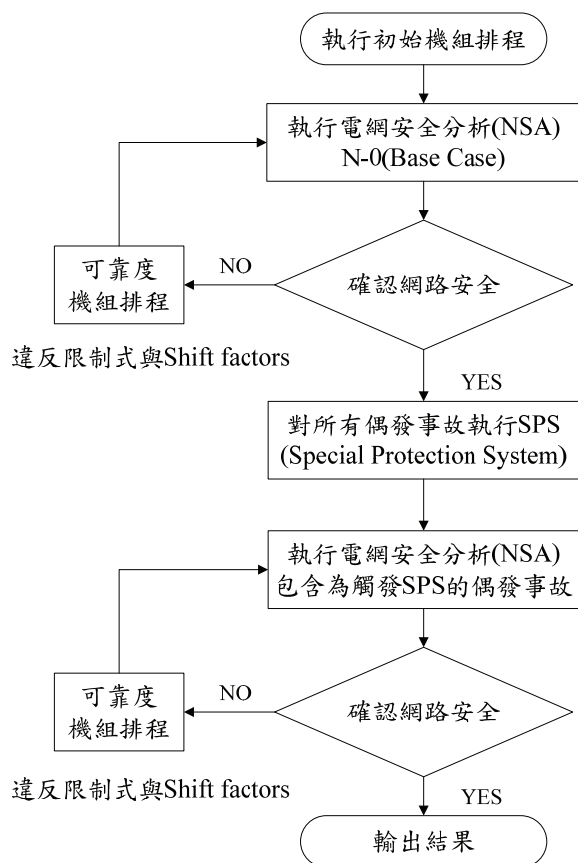 執行初始機組排程
執行電網安全分析(NSA)
N-0(Base Case)
NO
可靠度
機組排程
確認網路安全
違反限制式與Shift factors
YES
對所有偶發事故執行SPS
(Special Protection System)
執行電網安全分析(NSA)
包含為觸發SPS的偶發事故
NO
可靠度
機組排程
確認網路安全
違反限制式與Shift factors
YES
輸出結果